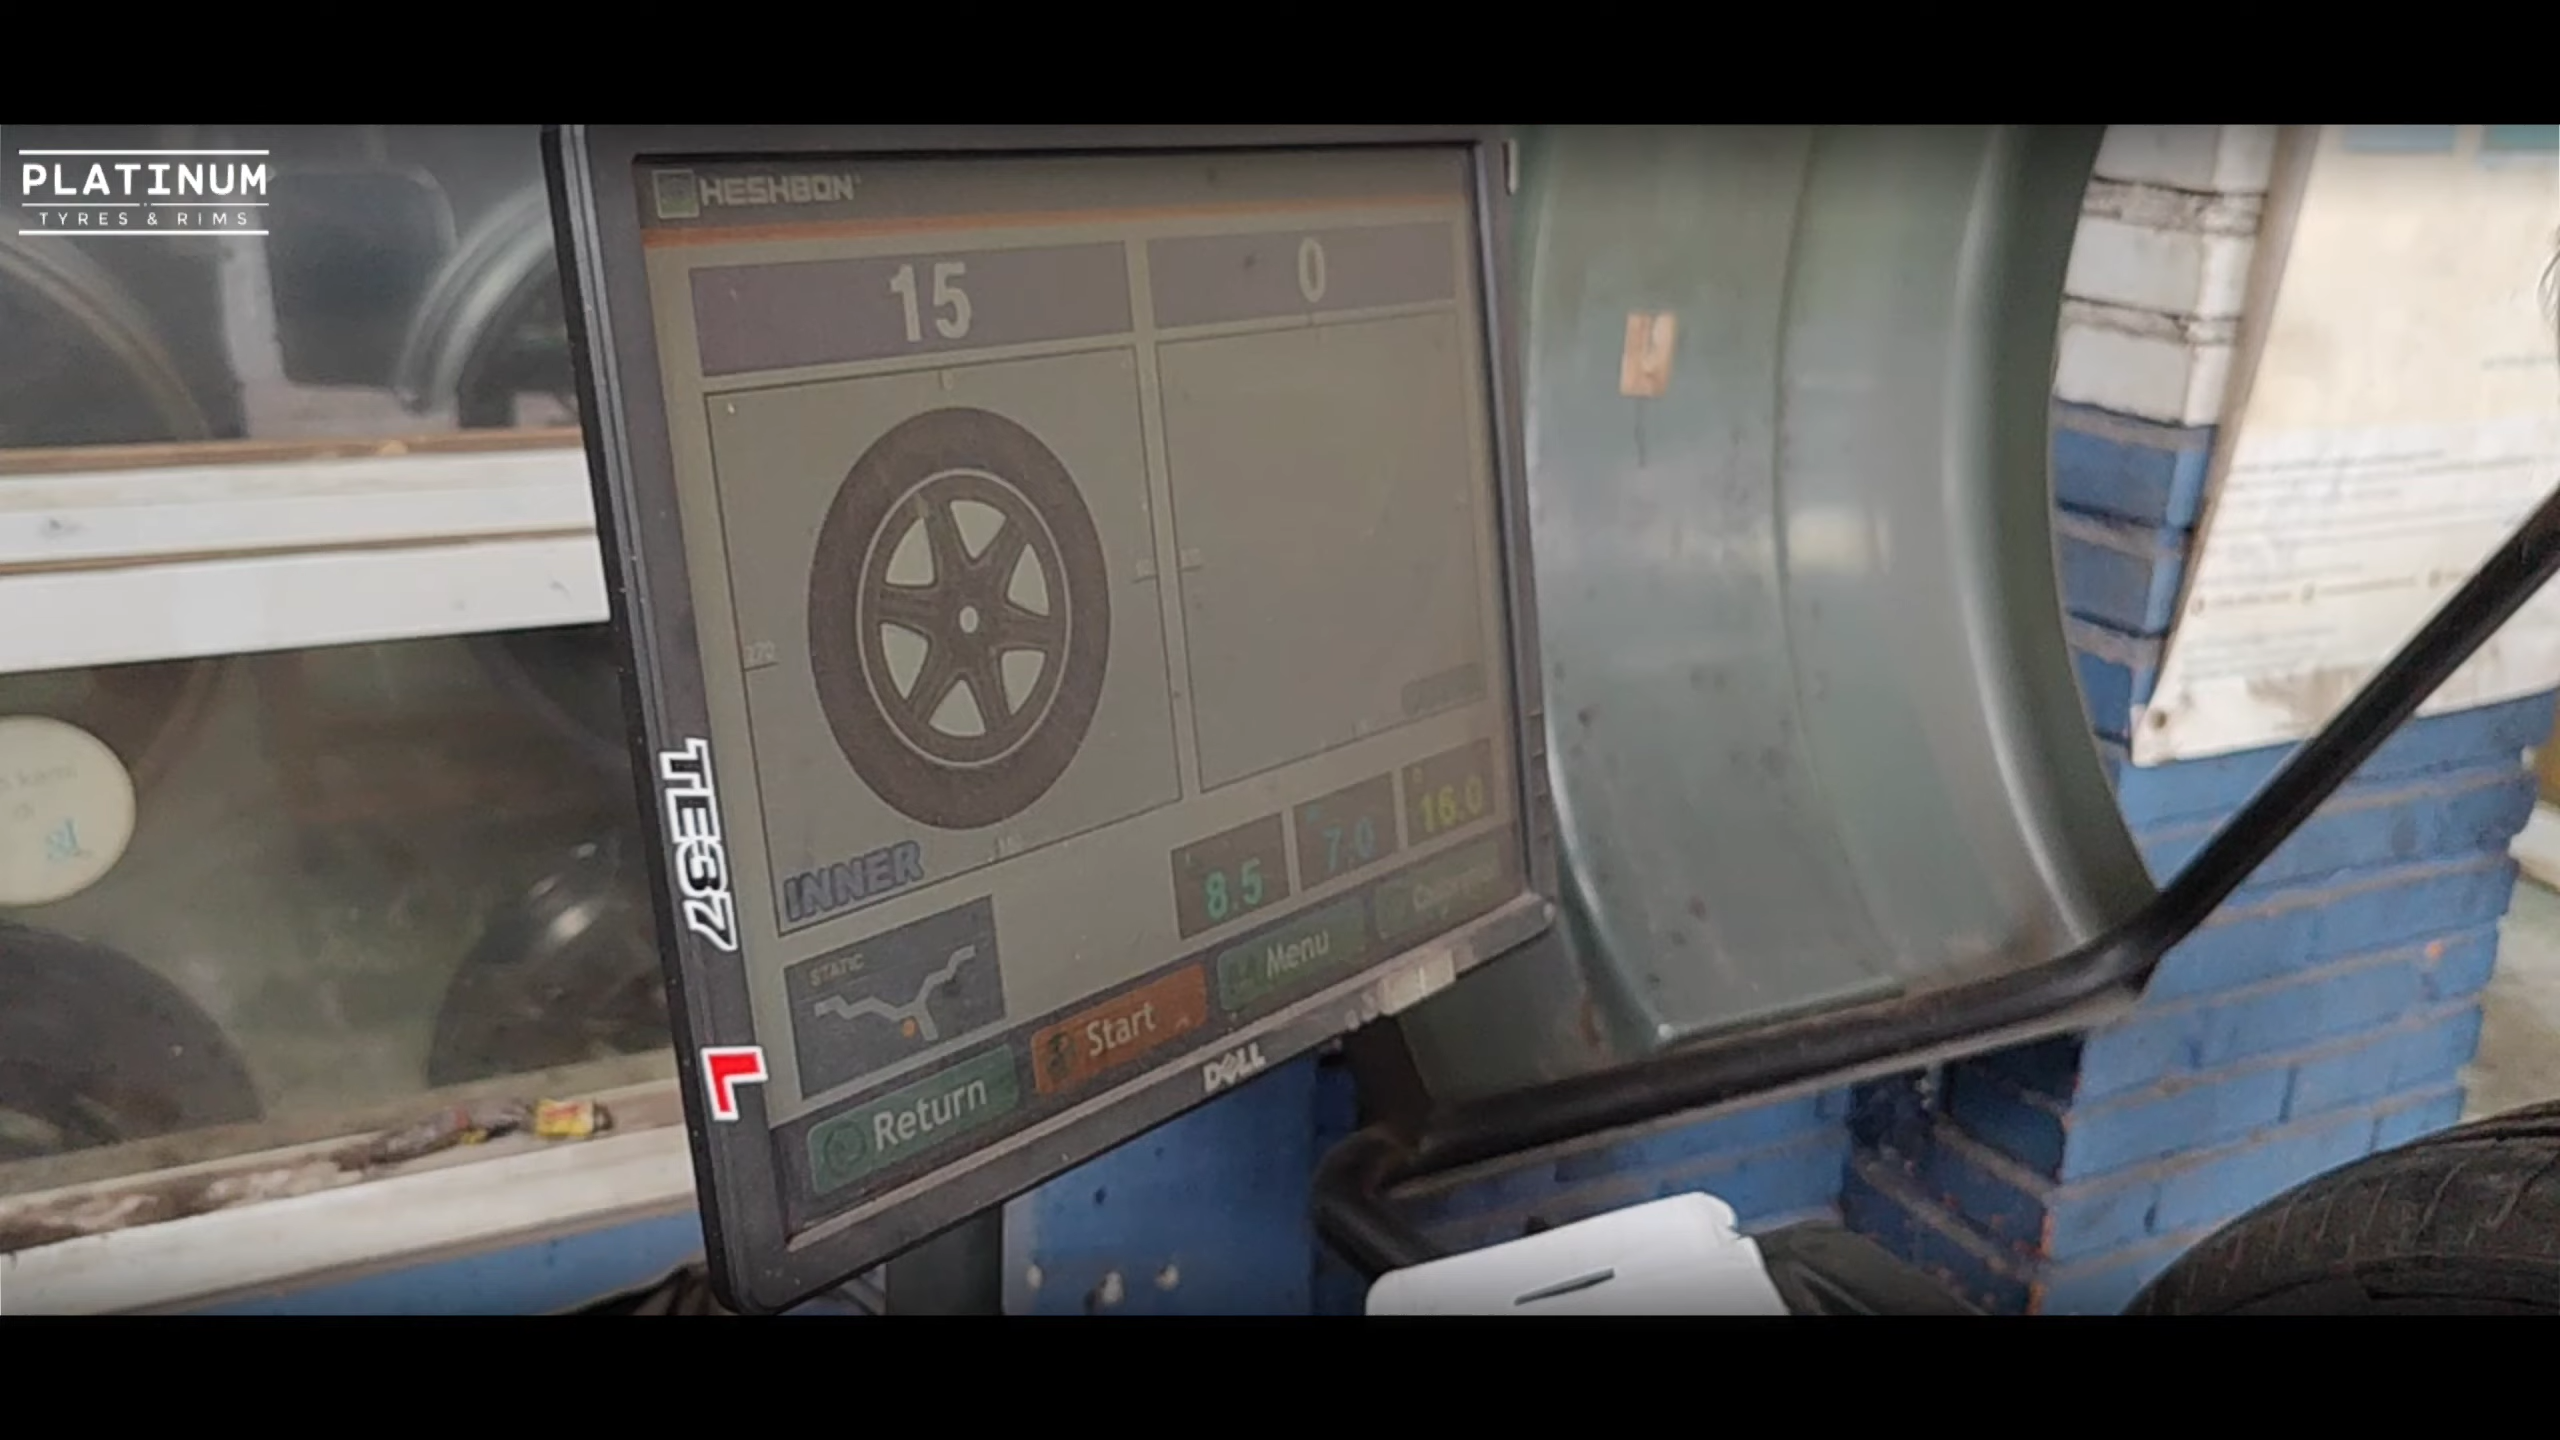 PLATINUM
TYRES & RIMS
HESHBON
15
0
270
INNER
8.5
7.0
16.0
STATIC
Return
Start
Menu
DELL
TE37
L